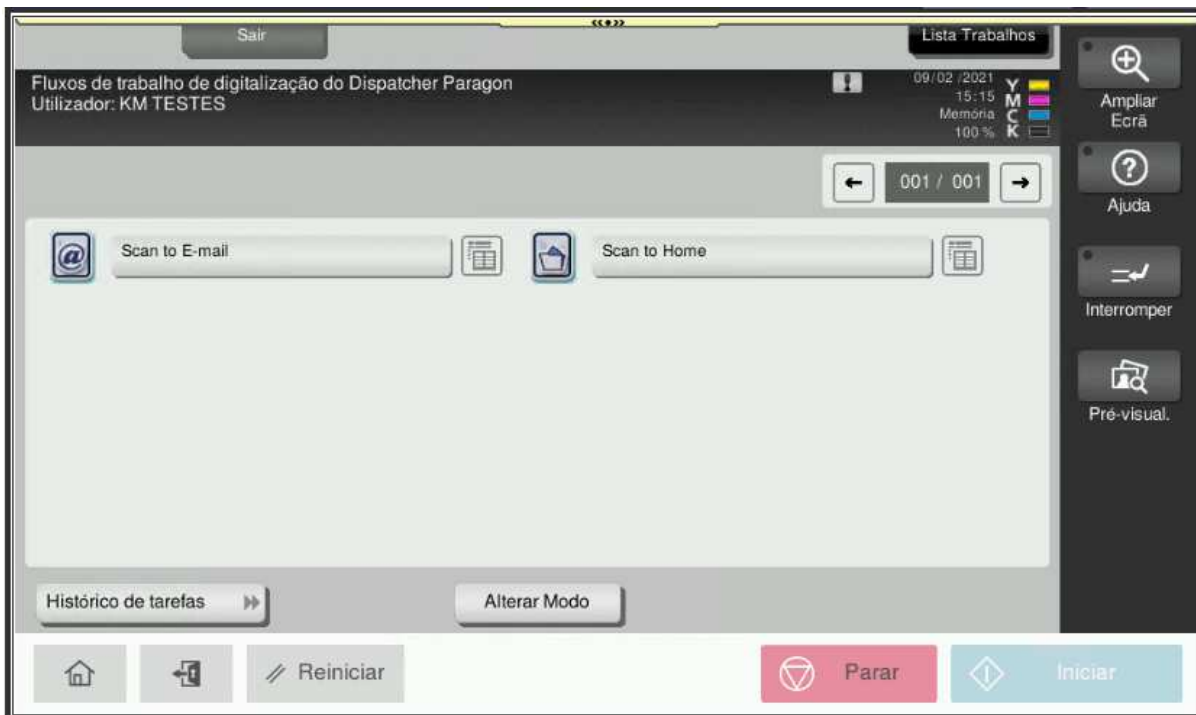 Sair
Lista Trabalhos
Fluxos de trabalho de digitalização do Dispatcher Paragon
Utilizador: KM TESTES
09/02 /2021
15:15
Memória
100 %
Y
M
C
K
Ampliar
Ecrã
001 / 001
Ajuda
@
Scan to E-mail
Scan to Home
Interromper
Pré-visual.
Histórico de tarefas
Alterar Modo
Reiniciar
Parar
Iniciar